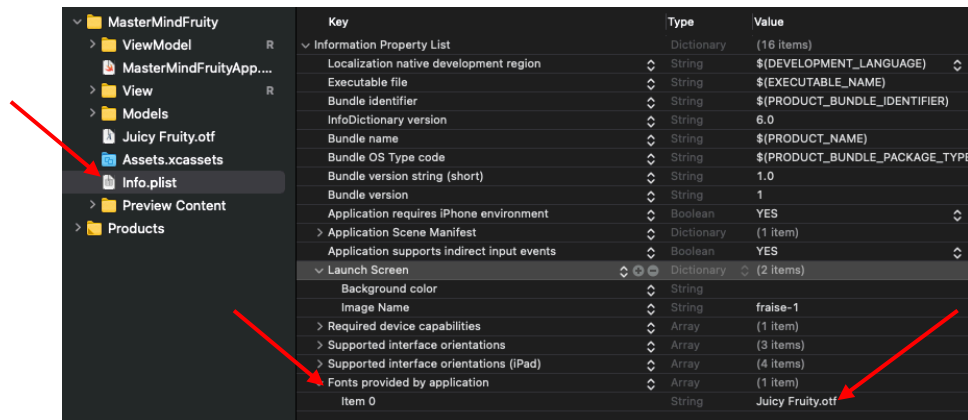 MasterMindFruity
ViewModel R
MasterMindFruityApp....
View R
Models
Juicy Fruity.otf
Assets.xcassets
Info.plist
Preview Content
Products
Key Type Value
Information Property List Dictionary (16 items)
Localization native development region String $(DEVELOPMENT_LANGUAGE)
Executable file String $(EXECUTABLE_NAME)
Bundle identifier String $(PRODUCT_BUNDLE_IDENTIFIER)
InfoDictionary version String 6.0
Bundle name String $(PRODUCT_NAME)
Bundle OS Type code String $(PRODUCT_BUNDLE_PACKAGE_TYPE
Bundle version string (short) String 1.0
Bundle version String 1
Application requires iPhone environment Boolean YES
Application Scene Manifest Dictionary (1 item)
Application supports indirect input events Boolean YES
Launch Screen Dictionary (2 items)
Background color String
Image Name String fraise-1
Required device capabilities Array (1 item)
Supported interface orientations Array (3 items)
Supported interface orientations (iPad) Array (4 items)
Fonts provided by application Array (1 item)
Item 0 String Juicy Fruity.otf